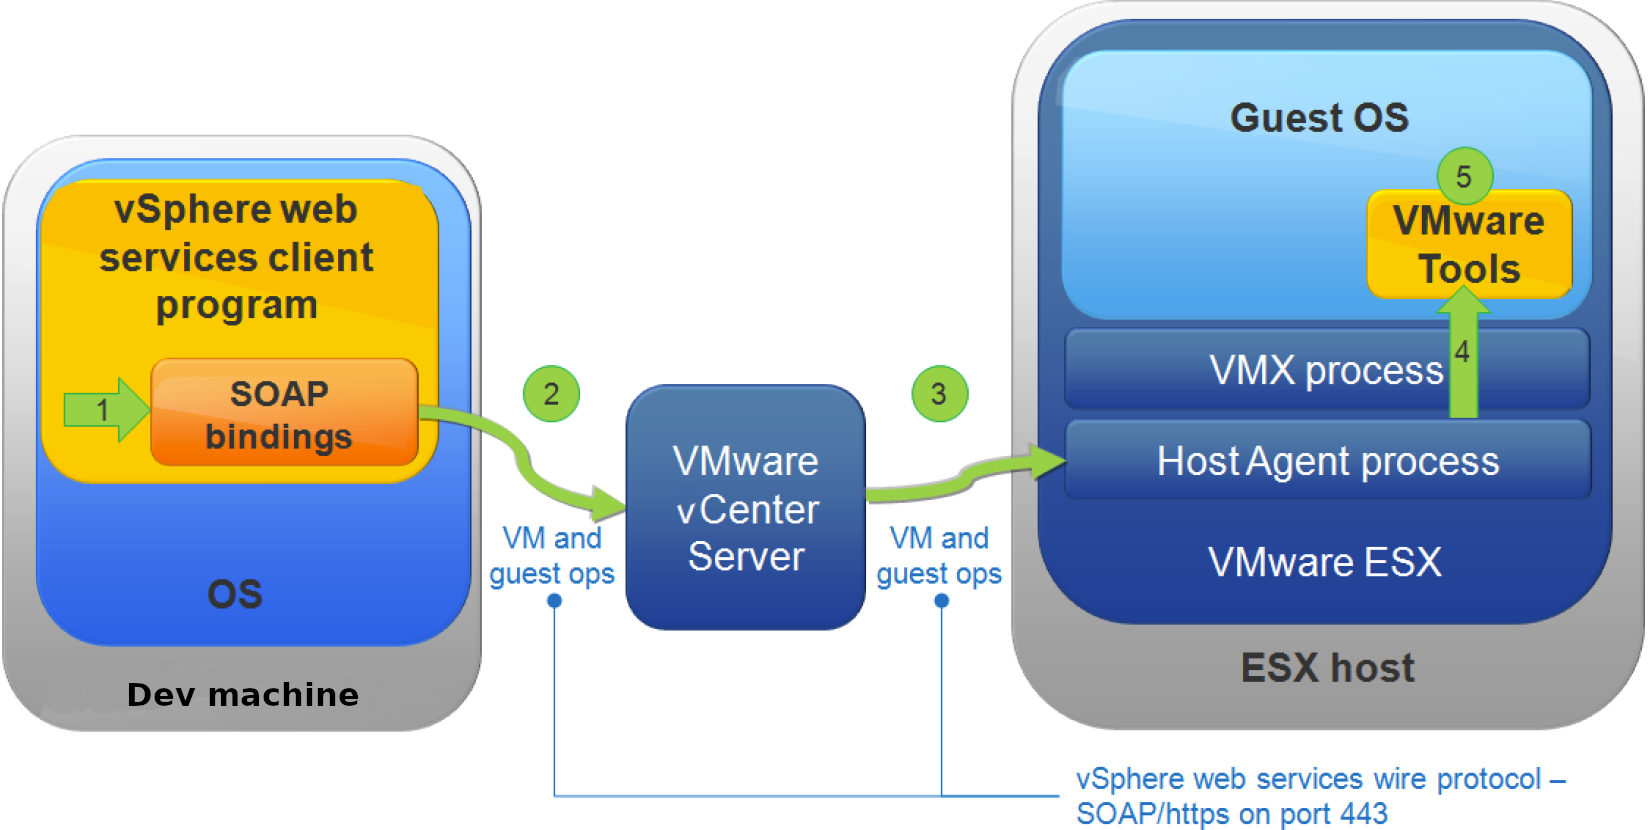 vSphere web
services client
program
1
SOAP
bindings
OS
Dev machine
2
VM and
guest ops
VMware
vCenter
Server
3
VM and
guest ops
Guest OS
5
VMware
Tools
4
VMX process
Host Agent process
VMware ESX
ESX host
vSphere web services wire protocol –
SOAP/https on port 443